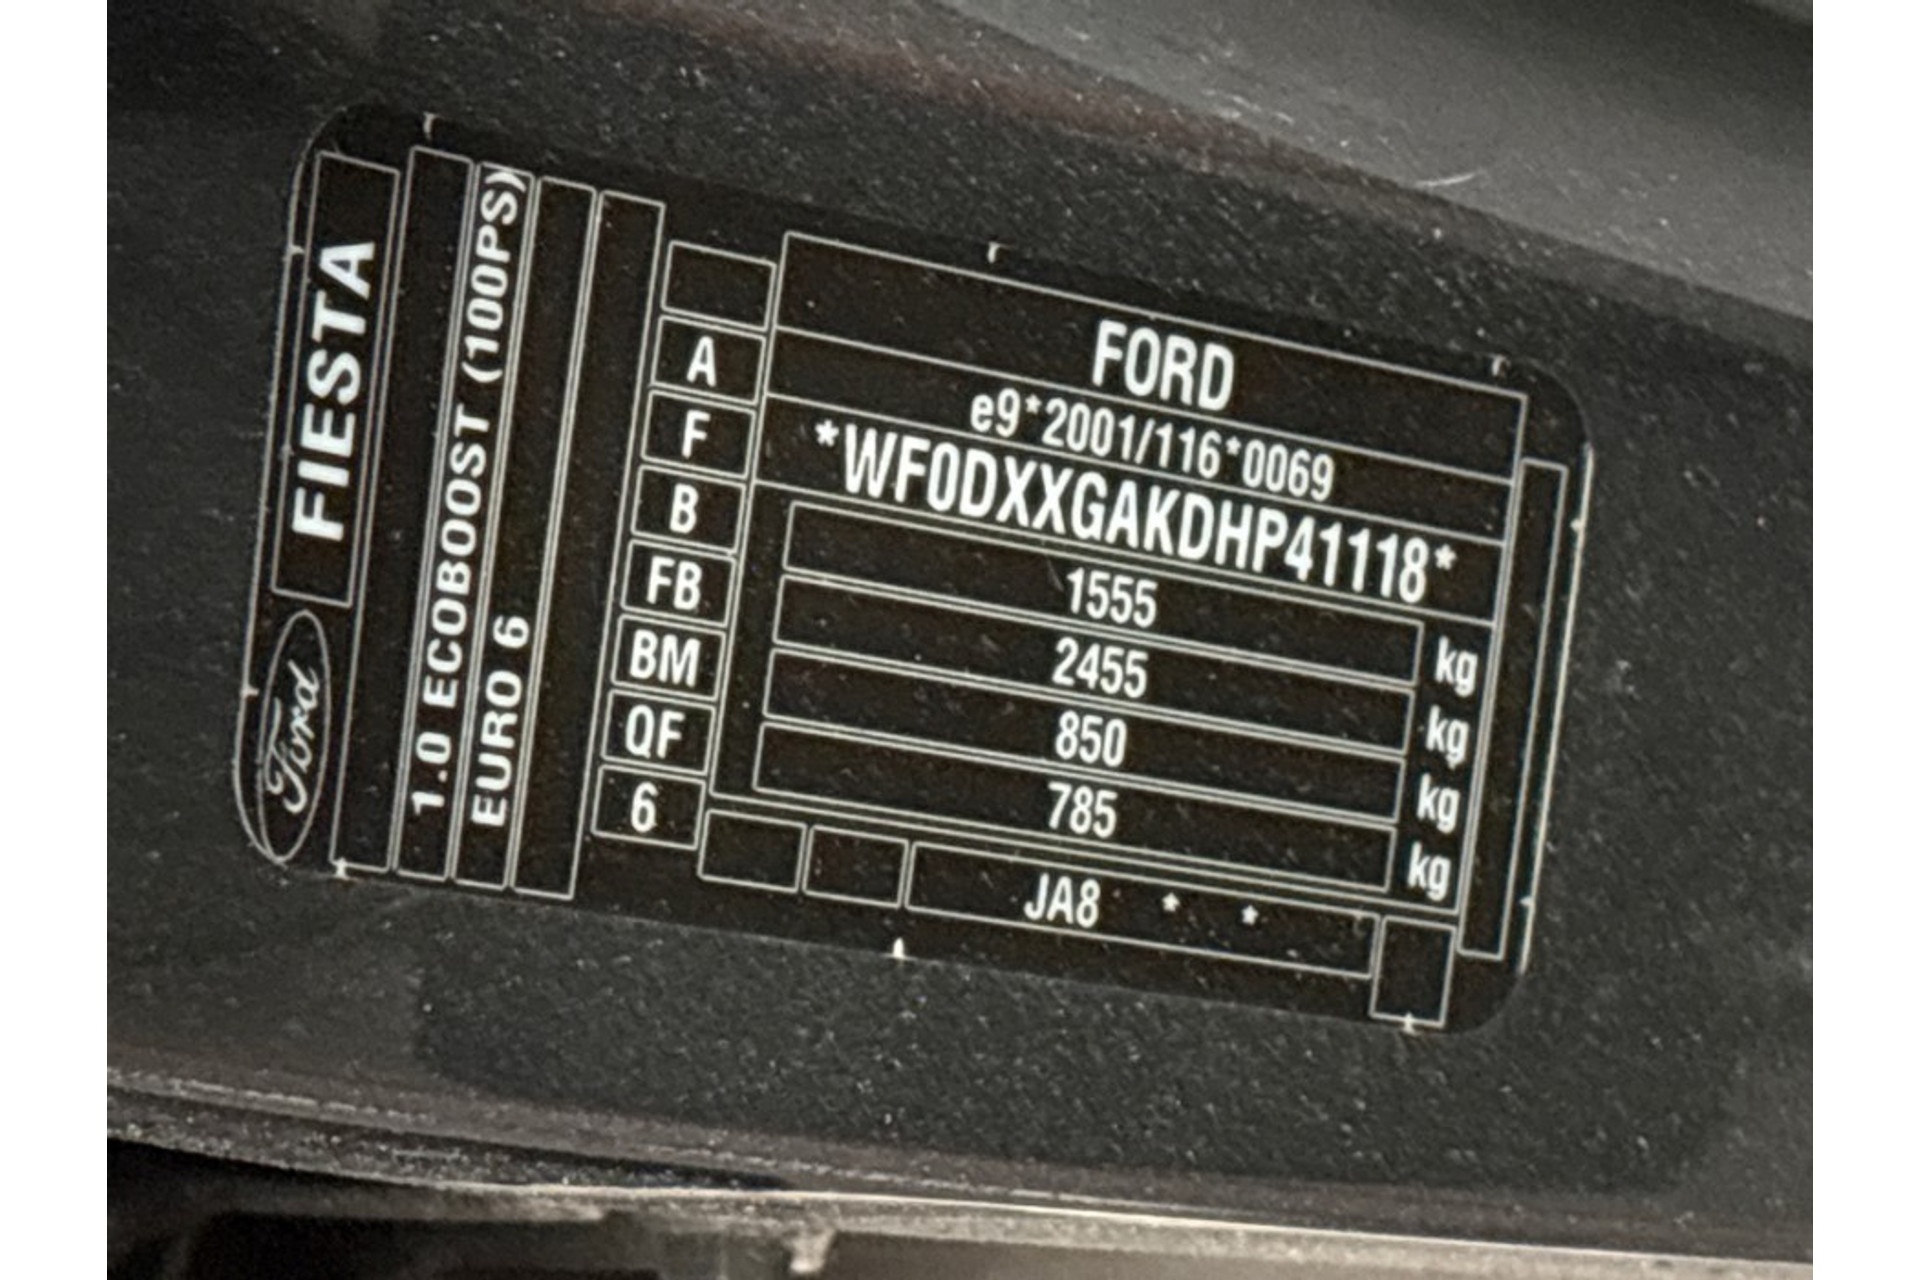 Ford
FIESTA
1.0 ECOBOOST (100PS)
EURO 6
FORD
A
e9*2001/116*0069
F
*WF0DXXGAKDHP41118*
B
1555 kg
FB
2455 kg
BM
850 kg
QF
785 kg
6
JA8 * *